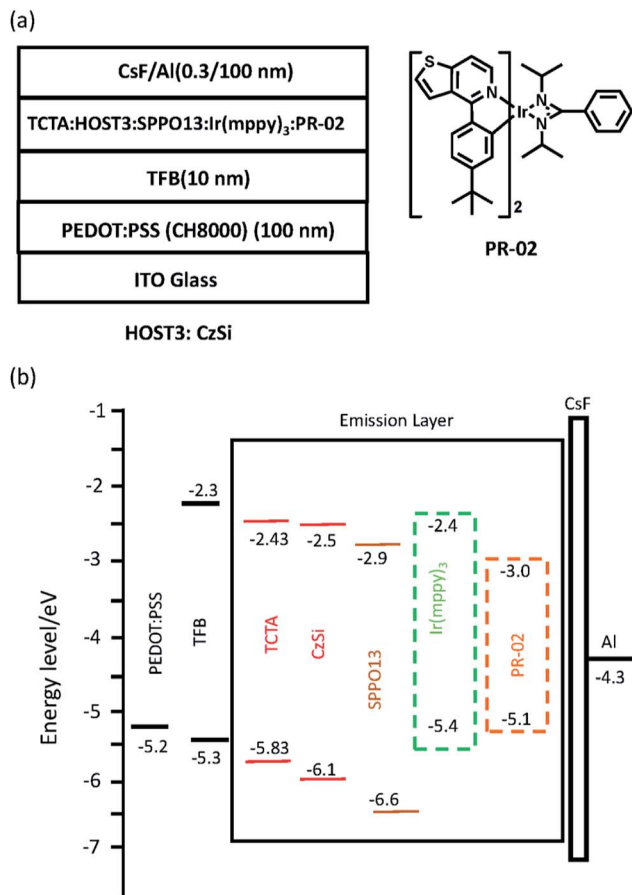 (a)
CsF/Al(0.3/100 nm)
TCTA:HOST3:SPPO13:Ir(mppy)₃:PR-02
TFB(10 nm)
PEDOT:PSS (CH8000) (100 nm)
ITO Glass
HOST3: CzSi
S
N
Ir
N
N
2
PR-02
(b)
CsF
Emission Layer
Energy level/eV
-1
-2
-3
-4
-5
-6
-7
PEDOT:PSS
-5.2
-2.3
TFB
-5.3
-2.43
TCTA
-5.83
-2.5
CzSi
-6.1
-2.9
SPPO13
-6.6
-2.4
Ir(mppy)₃
-5.4
-3.0
PR-02
-5.1
Al
-4.3